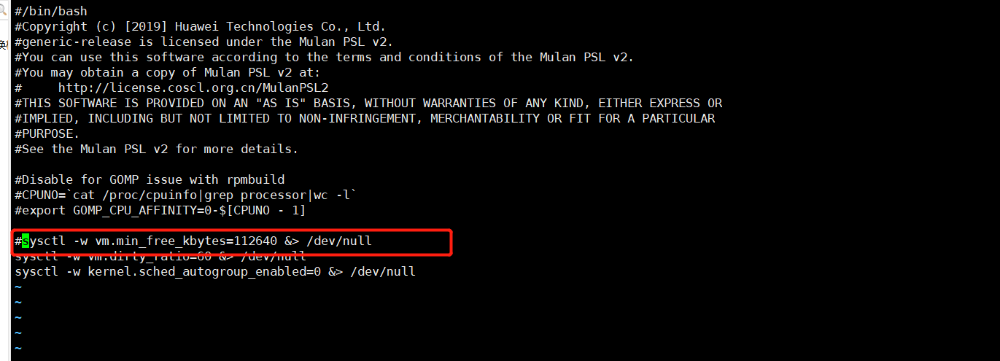 #/bin/bash
#Copyright (c) [2019] Huawei Technologies Co., Ltd.
#generic-release is licensed under the Mulan PSL v2.
#You can use this software according to the terms and conditions of the Mulan PSL v2.
#You may obtain a copy of Mulan PSL v2 at:
#     http://license.coscl.org.cn/MulanPSL2
#THIS SOFTWARE IS PROVIDED ON AN "AS IS" BASIS, WITHOUT WARRANTIES OF ANY KIND, EITHER EXPRESS OR
#IMPLIED, INCLUDING BUT NOT LIMITED TO NON-INFRINGEMENT, MERCHANTABILITY OR FIT FOR A PARTICULAR
#PURPOSE.
#See the Mulan PSL v2 for more details.
#Disable for GOMP issue with rpmbuild
#CPUNO=`cat /proc/cpuinfo|grep processor|wc -l`
#export GOMP_CPU_AFFINITY=0-$[CPUNO - 1]
#sysctl -w vm.min_free_kbytes=112640 &> /dev/null
sysctl -w vm.dirty_ratio=60 &> /dev/null
sysctl -w kernel.sched_autogroup_enabled=0 &> /dev/null
~
~
~
~
~